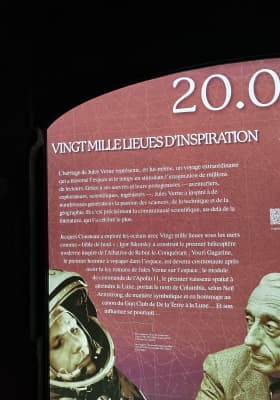 20.0
VINGT MILLE LIEUES D'INSPIRATION
L'héritage de Jules Verne représente, en lui-même, un voyage extraordinaire
qui a traversé l'espace et le temps en stimulant l'imagination de millions
de lecteurs. Grâce à ses œuvres et leurs protagonistes — aventuriers,
explorateurs, scientifiques, ingénieurs —, Jules Verne a inspiré à de
nombreuses générations la passion des sciences, de la technique et de la
géographie. Et c'est précisément la communauté scientifique, au-delà de la
littérature, qui l'a célébré le plus.
Jacques Cousteau a exploré les océans avec Vingt mille lieues sous les mers
comme « bible de bord » ; Igor Sikorsky a construit le premier hélicoptère
moderne inspiré de l'Albatros de Robur-le-Conquérant ; Youri Gagarine,
le premier homme à voyager dans l'espace, est devenu cosmonaute après
avoir lu les romans de Jules Verne sur l'espace ; le module
de commande de l'Apollo 11, le premier vaisseau spatial à
atteindre la Lune, portait le nom de Columbia, selon Neil
Armstrong, de manière symbolique et en hommage au
canon du Gun Club de De la Terre à la Lune… Et son
influence se poursuit…